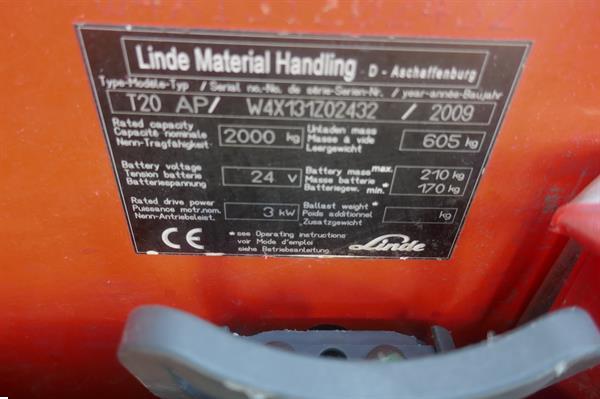 Linde Material Handling D - Aschaffenburg
Type-Modele-Typ / Serial no.-No. de série-Serien-Nr. / year-année-Baujahr
T20 AP/ W4X131Z02432 / 2009
Rated capacity
Capacité nominale
Nenn-Tragfähigkeit
2000 kg
Unladen mass
Masse à vide
Leergewicht
605 kg
Battery voltage
Tension batterie
Batteriespannung
24 V
Battery mass max.*
Masse batterie
Batteriegew. min.*
210 kg
170 kg
Rated drive power
Puissance motr.nom.
Nenn-Antriebsleist.
3 kW
Ballast weight *
Poids additionnel
Zusatzgewicht
kg
CE
* see Operating instructions
voir Mode d'emploi
siehe Betriebsanleitung
Linde